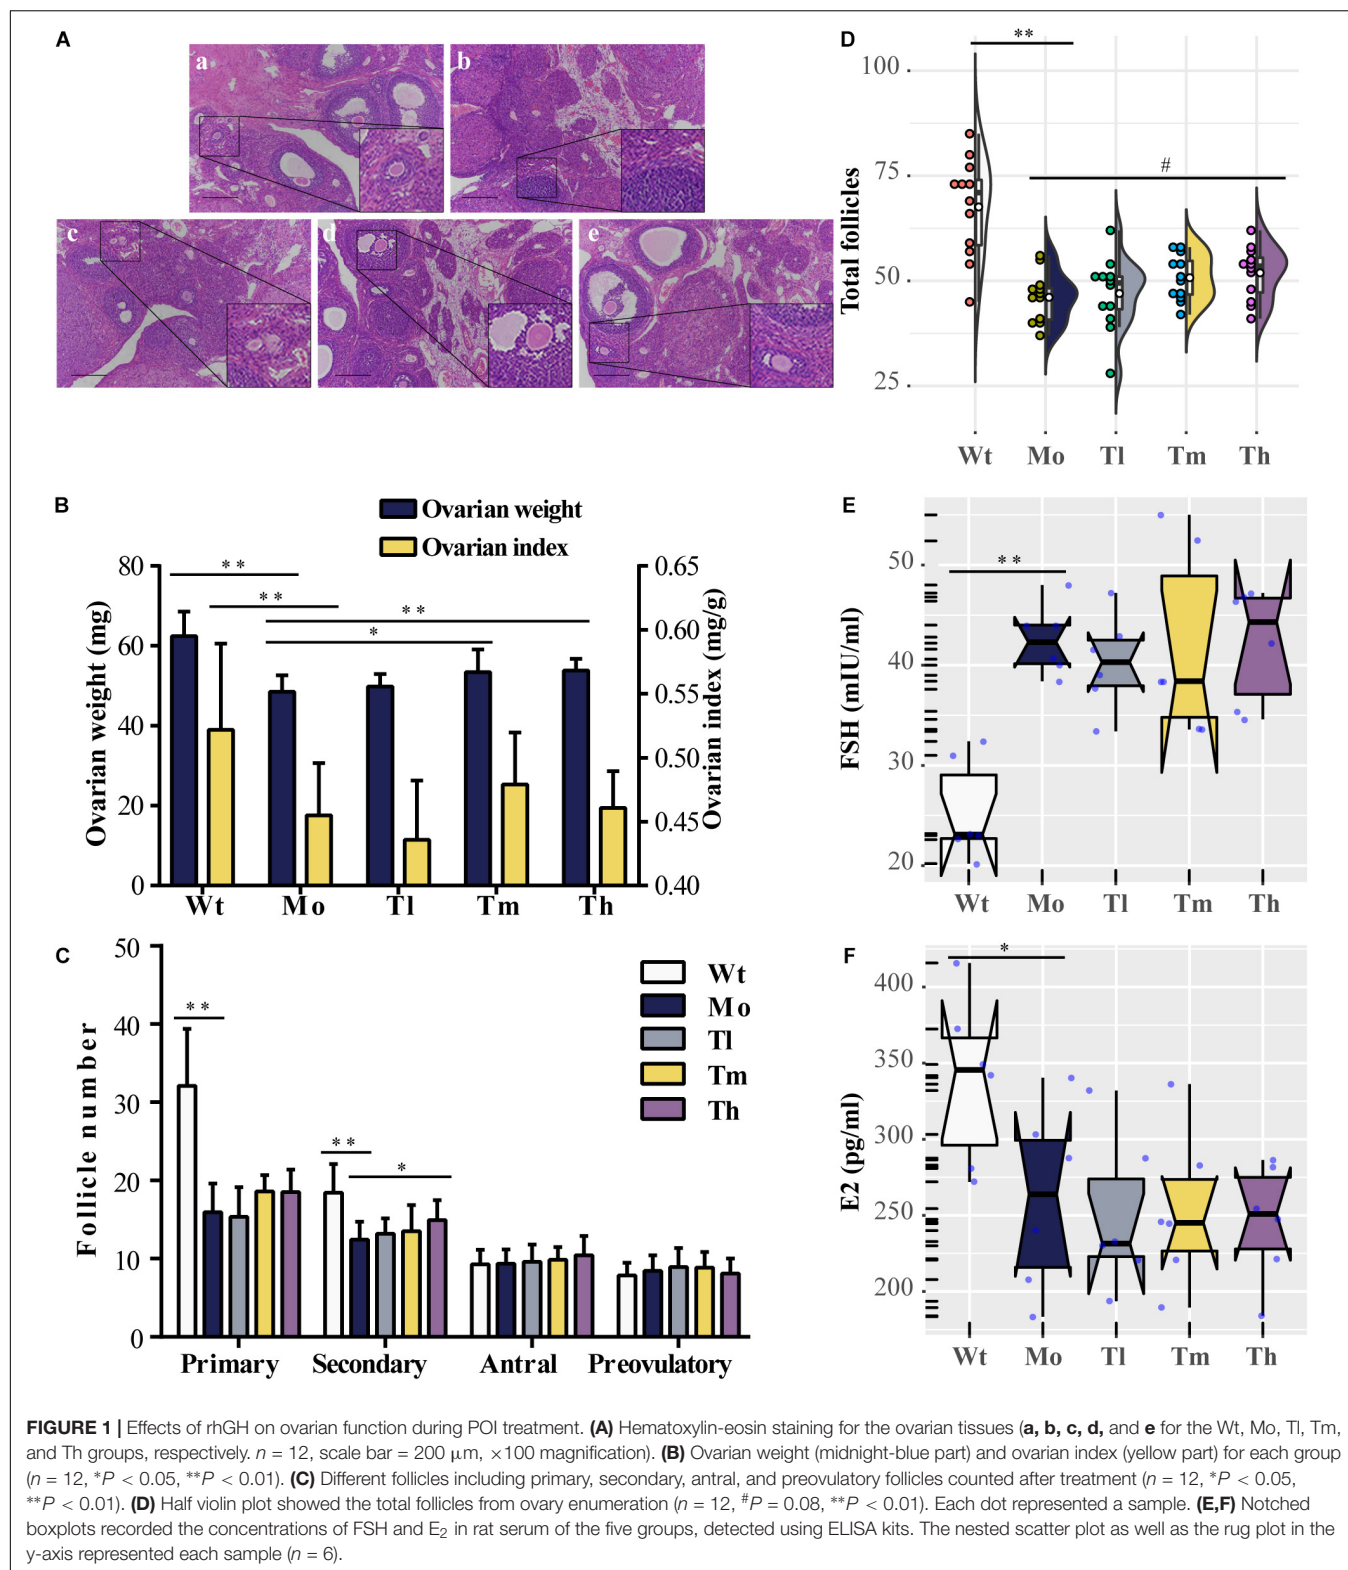 A
a
b
c
d
e
B
Ovarian weight
Ovarian index
80
60
40
20
0
Ovarian weight (mg)
0.65
0.60
0.55
0.50
0.45
0.40
Ovarian index (mg/g)
**
**
**
*
Wt Mo Tl Tm Th
C
50
40
30
20
10
0
Follicle number
**
**
*
Wt
Mo
Tl
Tm
Th
Primary Secondary Antral Preovulatory
D
**
#
100
75
50
25
Total follicles
Wt Mo Tl Tm Th
E
**
50
40
30
20
FSH (mIU/ml)
Wt Mo Tl Tm Th
F
*
400
350
300
250
200
E2 (pg/ml)
Wt Mo Tl Tm Th
FIGURE 1 | Effects of rhGH on ovarian function during POI treatment. (A) Hematoxylin-eosin staining for the ovarian tissues (a, b, c, d, and e for the Wt, Mo, Tl, Tm,
and Th groups, respectively. n = 12, scale bar = 200 μm, ×100 magnification). (B) Ovarian weight (midnight-blue part) and ovarian index (yellow part) for each group
(n = 12, *P < 0.05, **P < 0.01). (C) Different follicles including primary, secondary, antral, and preovulatory follicles counted after treatment (n = 12, *P < 0.05,
**P < 0.01). (D) Half violin plot showed the total follicles from ovary enumeration (n = 12, #P = 0.08, **P < 0.01). Each dot represented a sample. (E,F) Notched
boxplots recorded the concentrations of FSH and E2 in rat serum of the five groups, detected using ELISA kits. The nested scatter plot as well as the rug plot in the
y-axis represented each sample (n = 6).